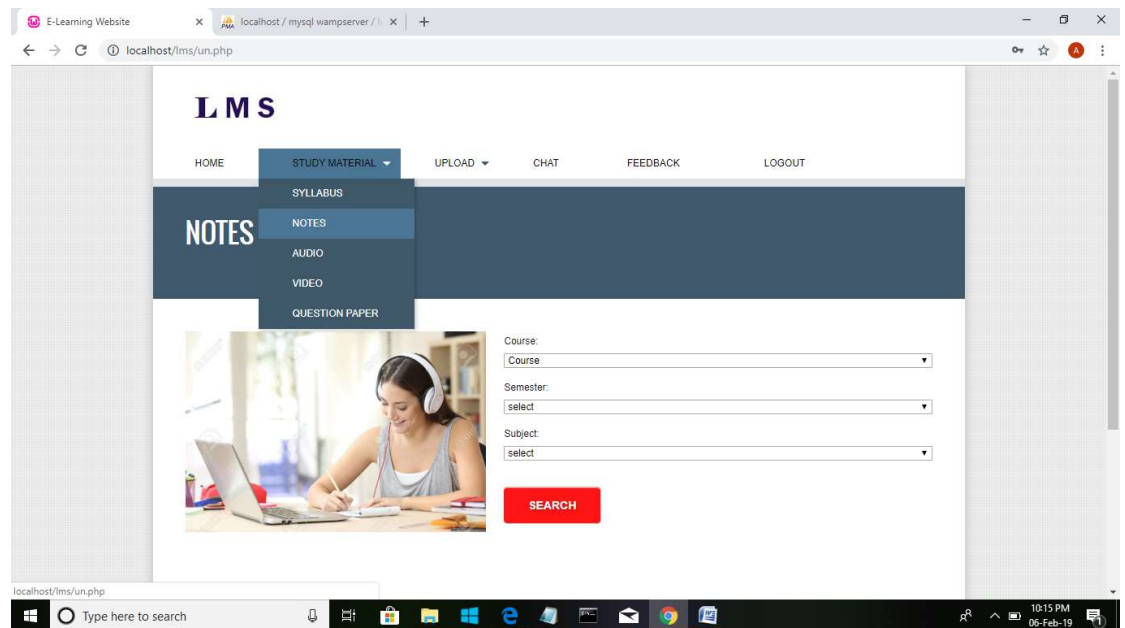 E-Learning Website
localhost / mysql wampserver / l
localhost/lms/un.php
A
L M S
HOME STUDY MATERIAL UPLOAD CHAT FEEDBACK LOGOUT
SYLLABUS
NOTES
NOTES
AUDIO
VIDEO
QUESTION PAPER
Course:
Course
Semester:
select
Subject:
select
SEARCH
localhost/lms/un.php
Type here to search
10:15 PM
06-Feb-19